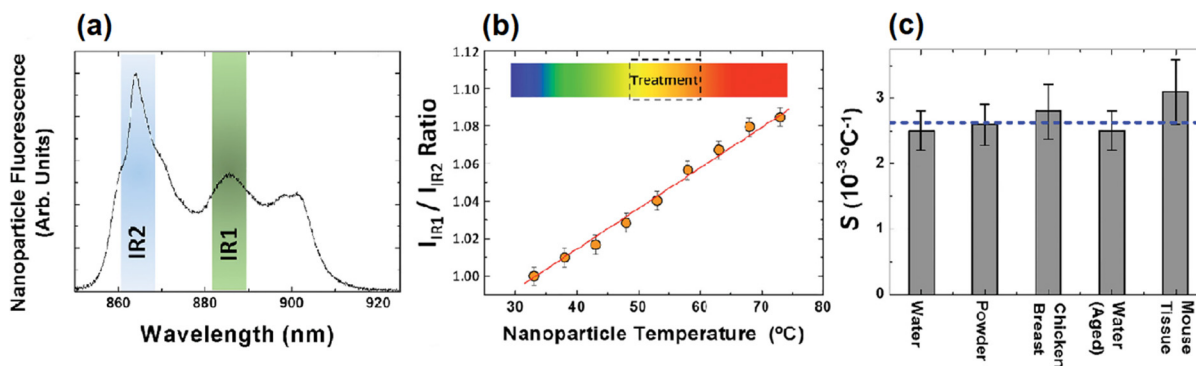 (a)
Nanoparticle Fluorescence
(Arb. Units)
IR2
IR1
860
880
900
920
Wavelength (nm)
(b)
I_IR1 / I_IR2 Ratio
1.12
1.10
1.08
1.06
1.04
1.02
1.00
Treatment
30
40
50
60
70
80
Nanoparticle Temperature (ºC)
(c)
S (10⁻³ ºC⁻¹)
3
2
1
0
Water
Powder
Chicken
Breast
Water
(Aged)
Mouse
Tissue